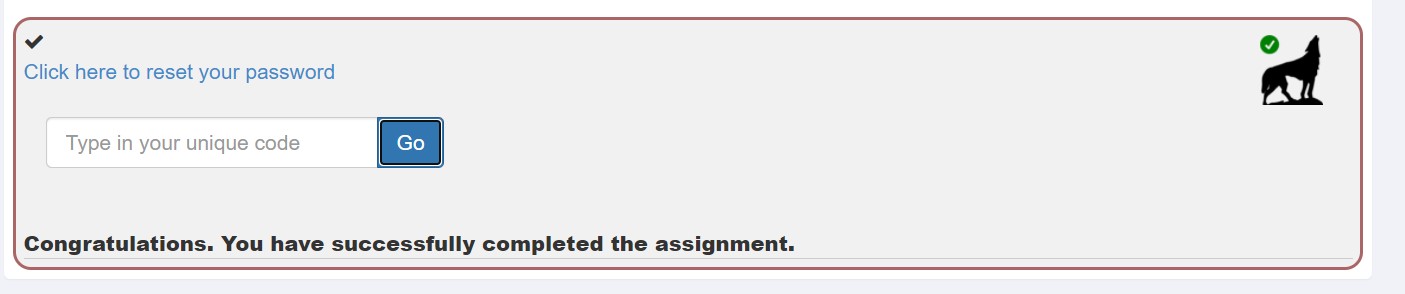 Click here to reset your password
Type in your unique code
Go
Congratulations. You have successfully completed the assignment.